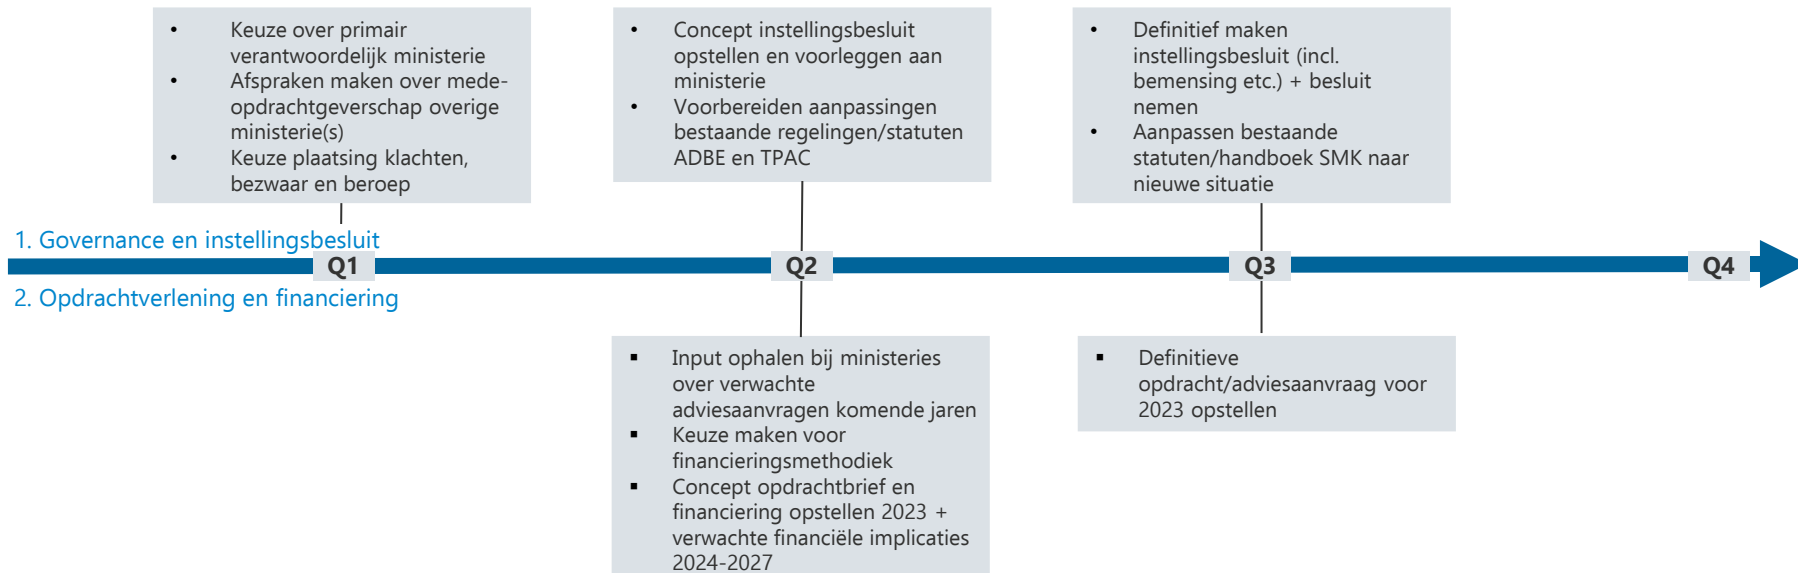 • Keuze over primair
verantwoordelijk ministerie
• Afspraken maken over mede-
opdrachtgeverschap overige
ministerie(s)
• Keuze plaatsing klachten,
bezwaar en beroep
• Concept instellingsbesluit
opstellen en voorleggen aan
ministerie
• Voorbereiden aanpassingen
bestaande regelingen/statuten
ADBE en TPAC
• Definitief maken
instellingsbesluit (incl.
bemensing etc.) + besluit
nemen
• Aanpassen bestaande
statuten/handboek SMK naar
nieuwe situatie
1. Governance en instellingsbesluit
Q1
Q2
Q3
Q4
2. Opdrachtverlening en financiering
▪ Input ophalen bij ministeries
over verwachte
adviesaanvragen komende jaren
▪ Keuze maken voor
financieringsmethodiek
▪ Concept opdrachtbrief en
financiering opstellen 2023 +
verwachte financiële implicaties
2024-2027
▪ Definitieve
opdracht/adviesaanvraag voor
2023 opstellen